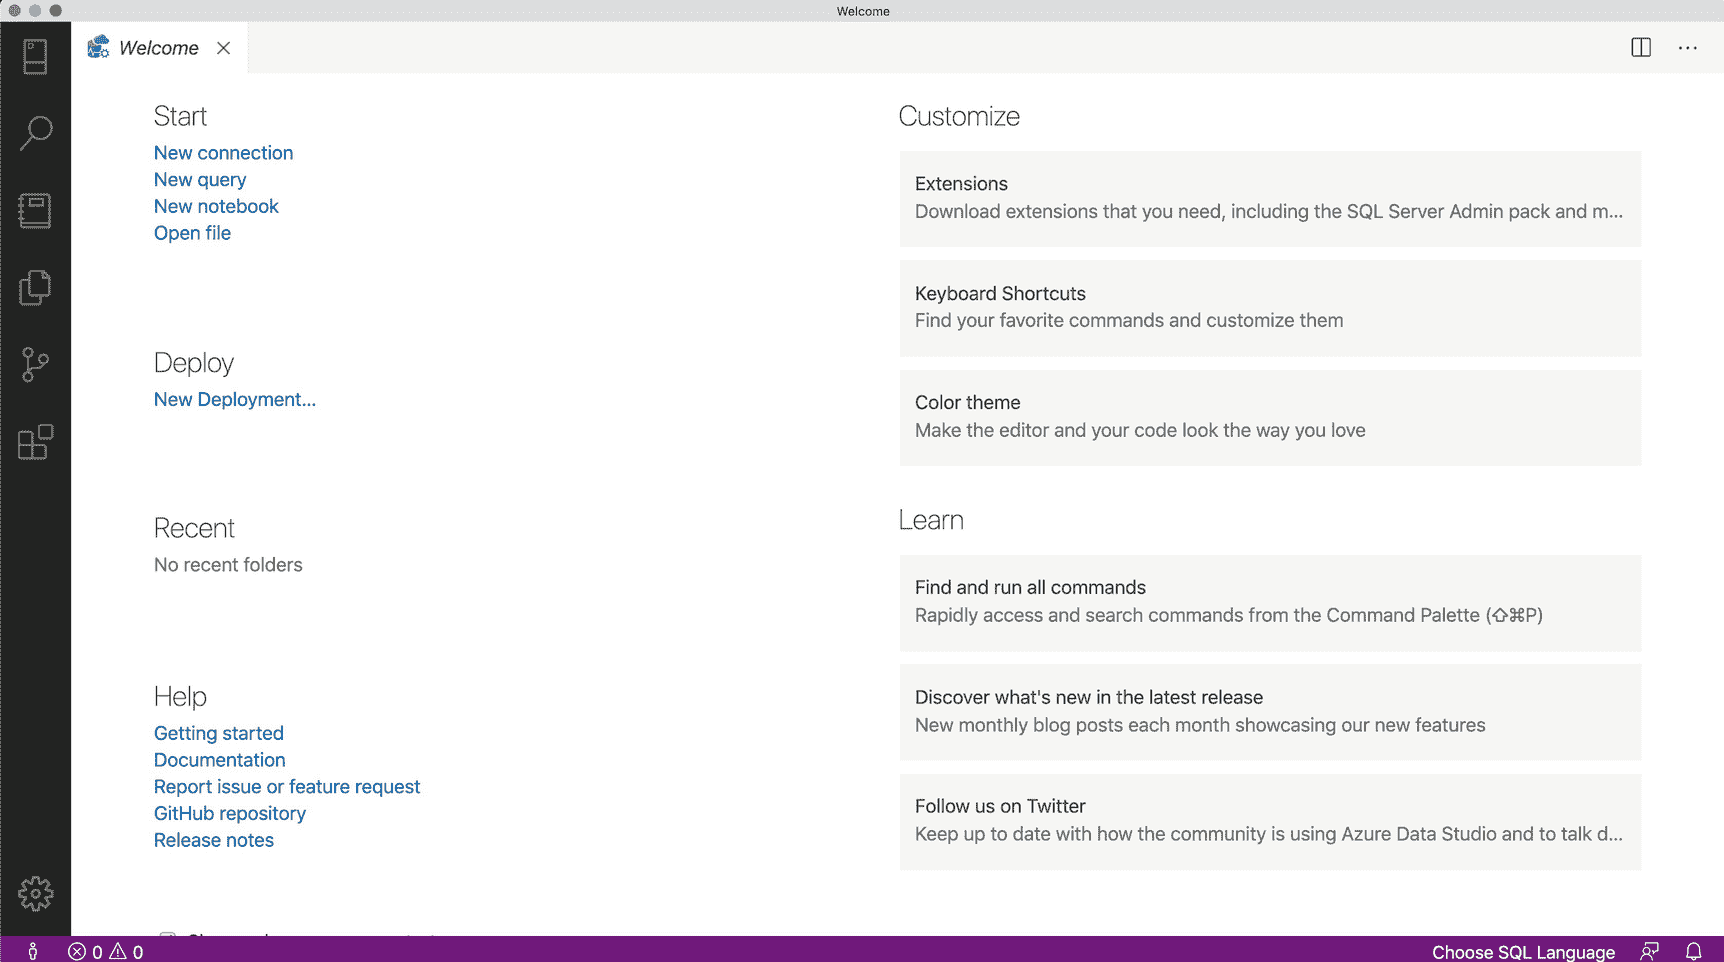 Welcome
Welcome
Start
New connection
New query
New notebook
Open file
Deploy
New Deployment...
Recent
No recent folders
Help
Getting started
Documentation
Report issue or feature request
GitHub repository
Release notes
Customize
Extensions
Download extensions that you need, including the SQL Server Admin pack and m...
Keyboard Shortcuts
Find your favorite commands and customize them
Color theme
Make the editor and your code look the way you love
Learn
Find and run all commands
Rapidly access and search commands from the Command Palette (⇧⌘P)
Discover what's new in the latest release
New monthly blog posts each month showcasing our new features
Follow us on Twitter
Keep up to date with how the community is using Azure Data Studio and to talk d...
0 0
Choose SQL Language